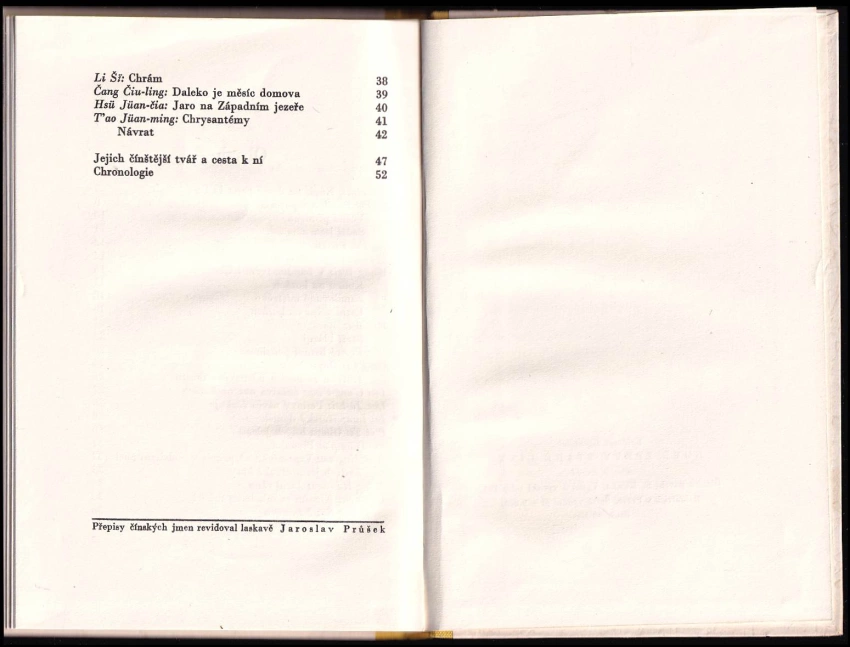 Li Ší: Chrám 38
Čang Čiu-ling: Daleko je měsíc domova 39
Hsü Jüan-čia: Jaro na Západním jezeře 40
T'ao Jüan-ming: Chrysantémy 41
Návrat 42
Jejich čínštější tvář a cesta k ní 47
Chronologie 52
Přepisy čínských jmen revidoval laskavě Jaroslav Průšek